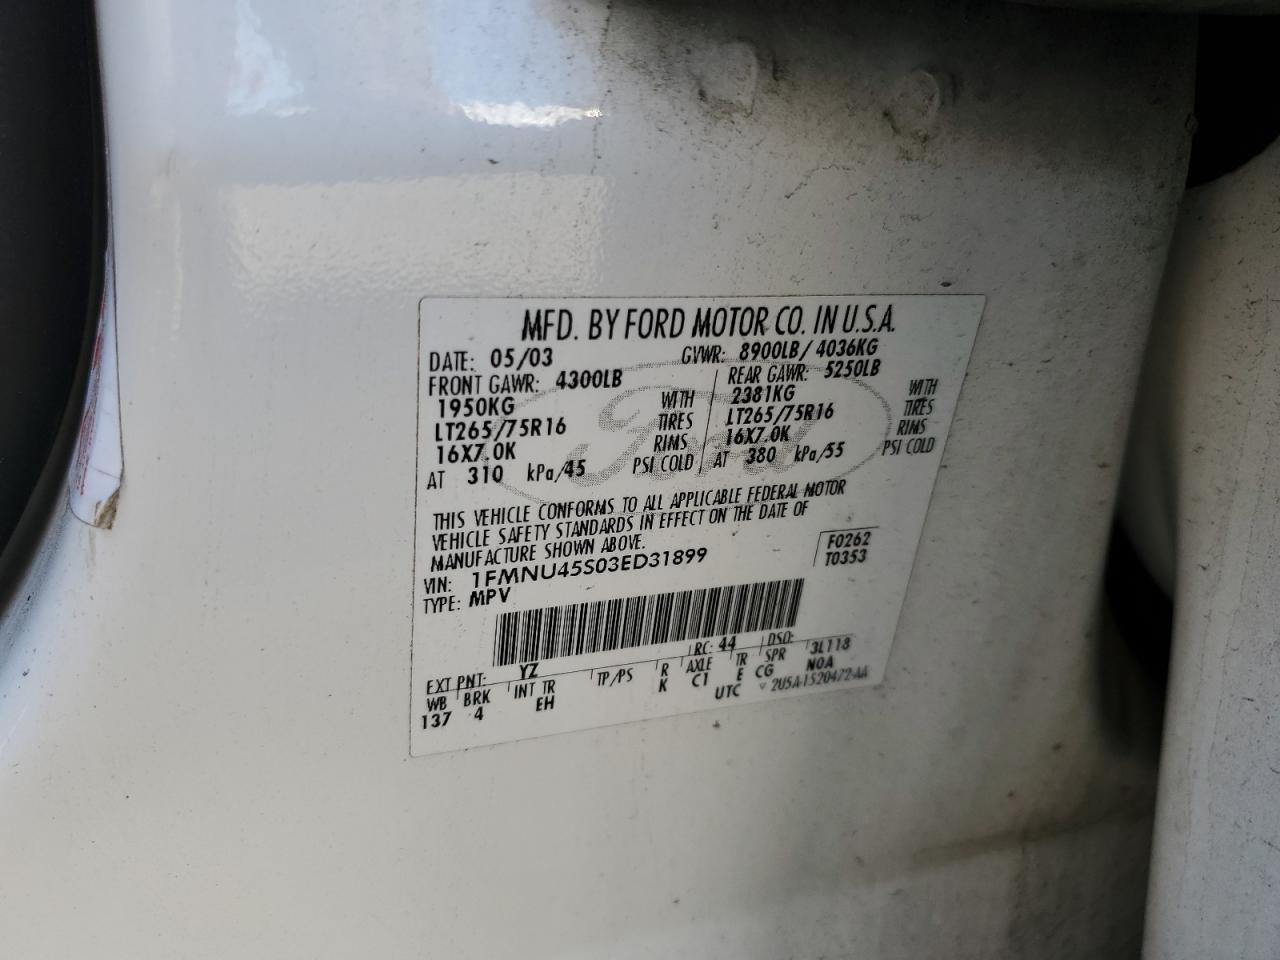 MFD. BY FORD MOTOR CO. IN U.S.A.
DATE: 05/03 GVWR: 8900LB/ 4036KG
FRONT GAWR: 4300LB REAR GAWR: 5250LB
1950KG WITH 2381KG WITH
LT265/75R16 TIRES LT265/75R16 TIRES
16X7.0K RIMS 16X7.0K RIMS
AT 310 kPa/45 PSI COLD AT 380 kPa/55 PSI COLD
Ford
THIS VEHICLE CONFORMS TO ALL APPLICABLE FEDERAL MOTOR
VEHICLE SAFETY STANDARDS IN EFFECT ON THE DATE OF
MANUFACTURE SHOWN ABOVE.
VIN: 1FMNU45S03ED31899 F0262
TYPE: MPV T0353
EXT PNT: YZ RC: 44 DSO: 3L118
WB BRK INT TR TP/PS R AXLE TR SPR N0A
137 4 EH K C1 E CG
UTC ▽ 2U5A-1520472-AA